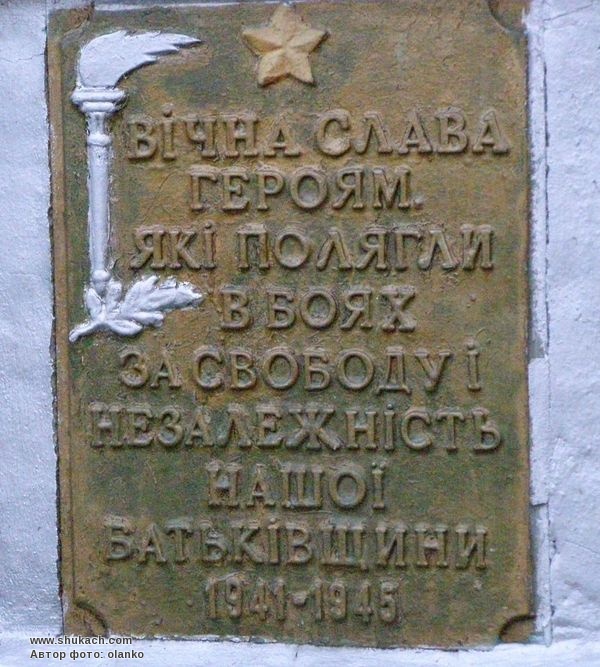 ВІЧНА СЛАВА
ГЕРОЯМ.
ЯКІ ПОЛЯГЛИ
В БОЯХ
ЗА СВОБОДУ І
НЕЗАЛЕЖНІСТЬ
НАШОЇ
БАТЬКІВЩИНИ
1941-1945
www.shukach.com
Автор фото: olanko